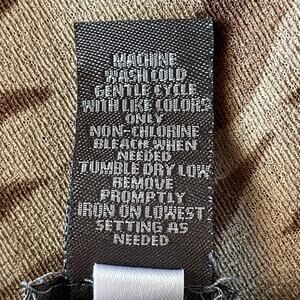 MACHINE
WASH COLD
GENTLE CYCLE
WITH LIKE COLORS
ONLY
NON-CHLORINE
BLEACH WHEN
NEEDED
TUMBLE DRY LOW
REMOVE
PROMPTLY
IRON ON LOWEST
SETTING AS
NEEDED